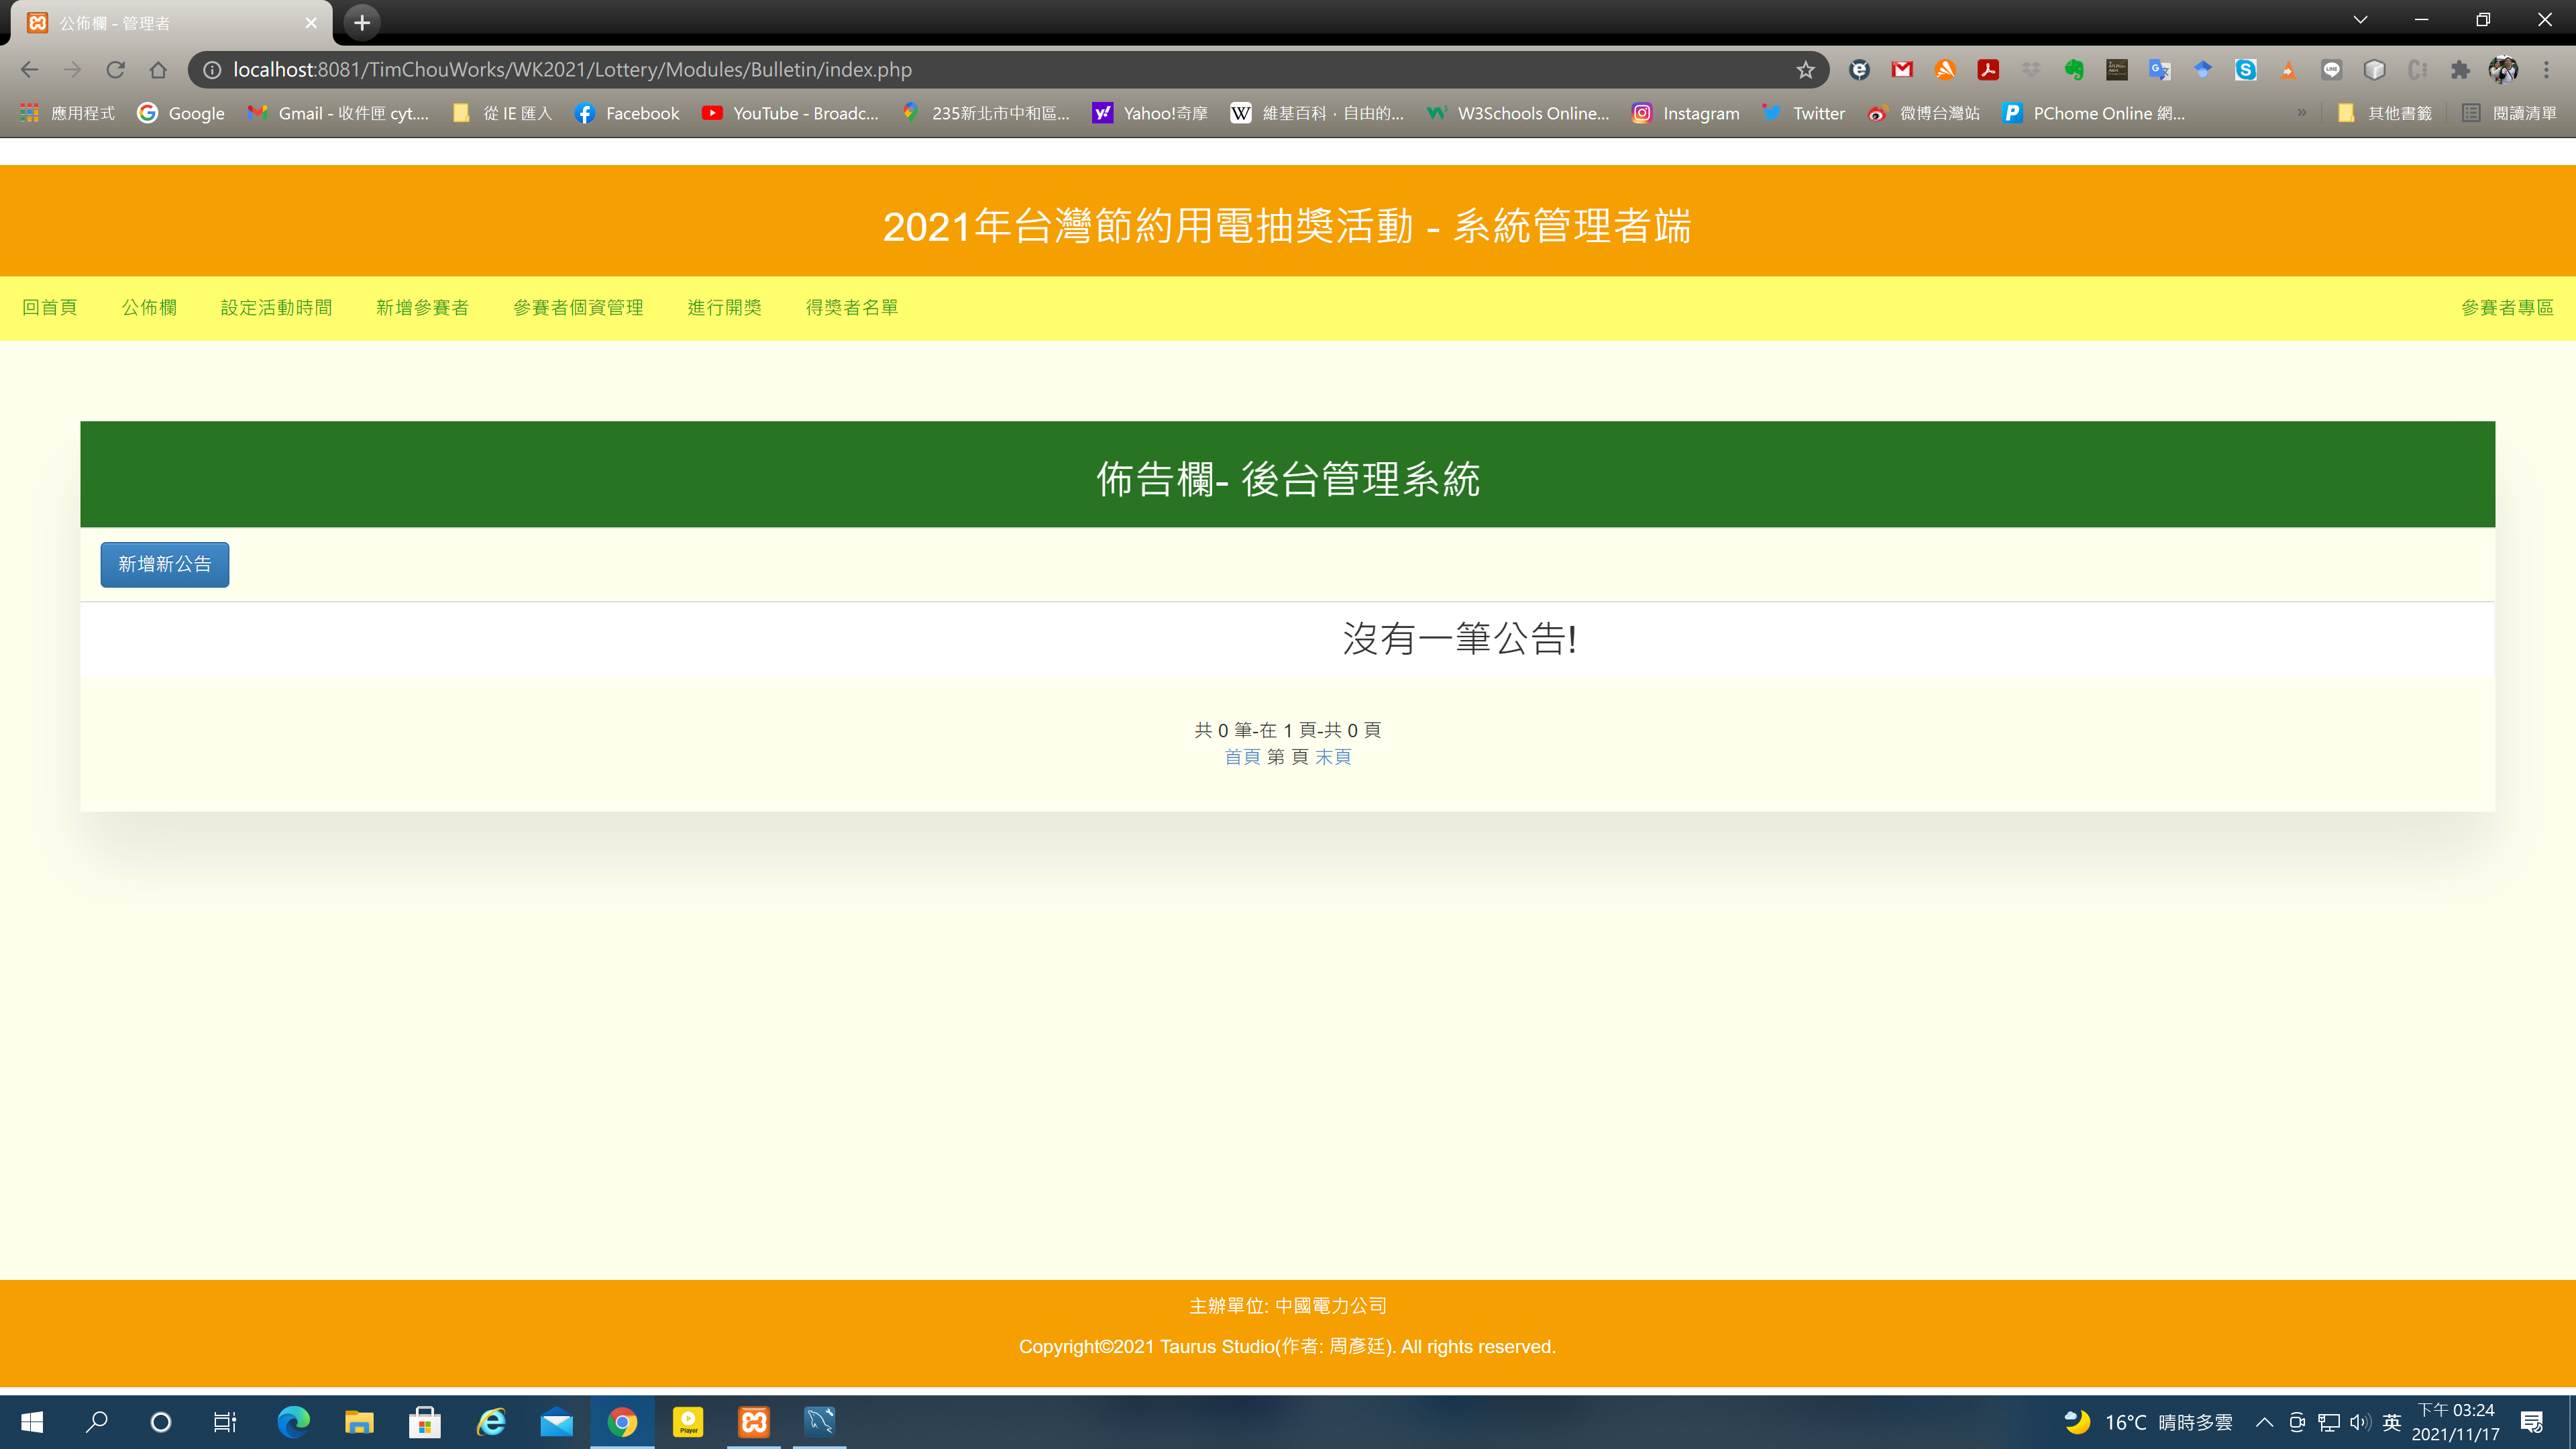 公佈欄 - 管理者
localhost:8081/TimChouWorks/WK2021/Lottery/Modules/Bulletin/index.php
應用程式 Google Gmail - 收件匣 cyt.... 從 IE 匯入 Facebook YouTube - Broadc... 235新北市中和區... Yahoo!奇摩 維基百科，自由的... W3Schools Online... Instagram Twitter 微博台灣站 PChome Online 網... » 其他書籤 閱讀清單
2021年台灣節約用電抽獎活動 - 系統管理者端
回首頁 公佈欄 設定活動時間 新增參賽者 參賽者個資管理 進行開獎 得獎者名單 參賽者專區
佈告欄- 後台管理系統
新增新公告
沒有一筆公告!
共 0 筆-在 1 頁-共 0 頁
首頁 第 頁 末頁
主辦單位: 中國電力公司
Copyright©2021 Taurus Studio(作者: 周彥廷). All rights reserved.
16°C 晴時多雲 英 下午 03:24
2021/11/17